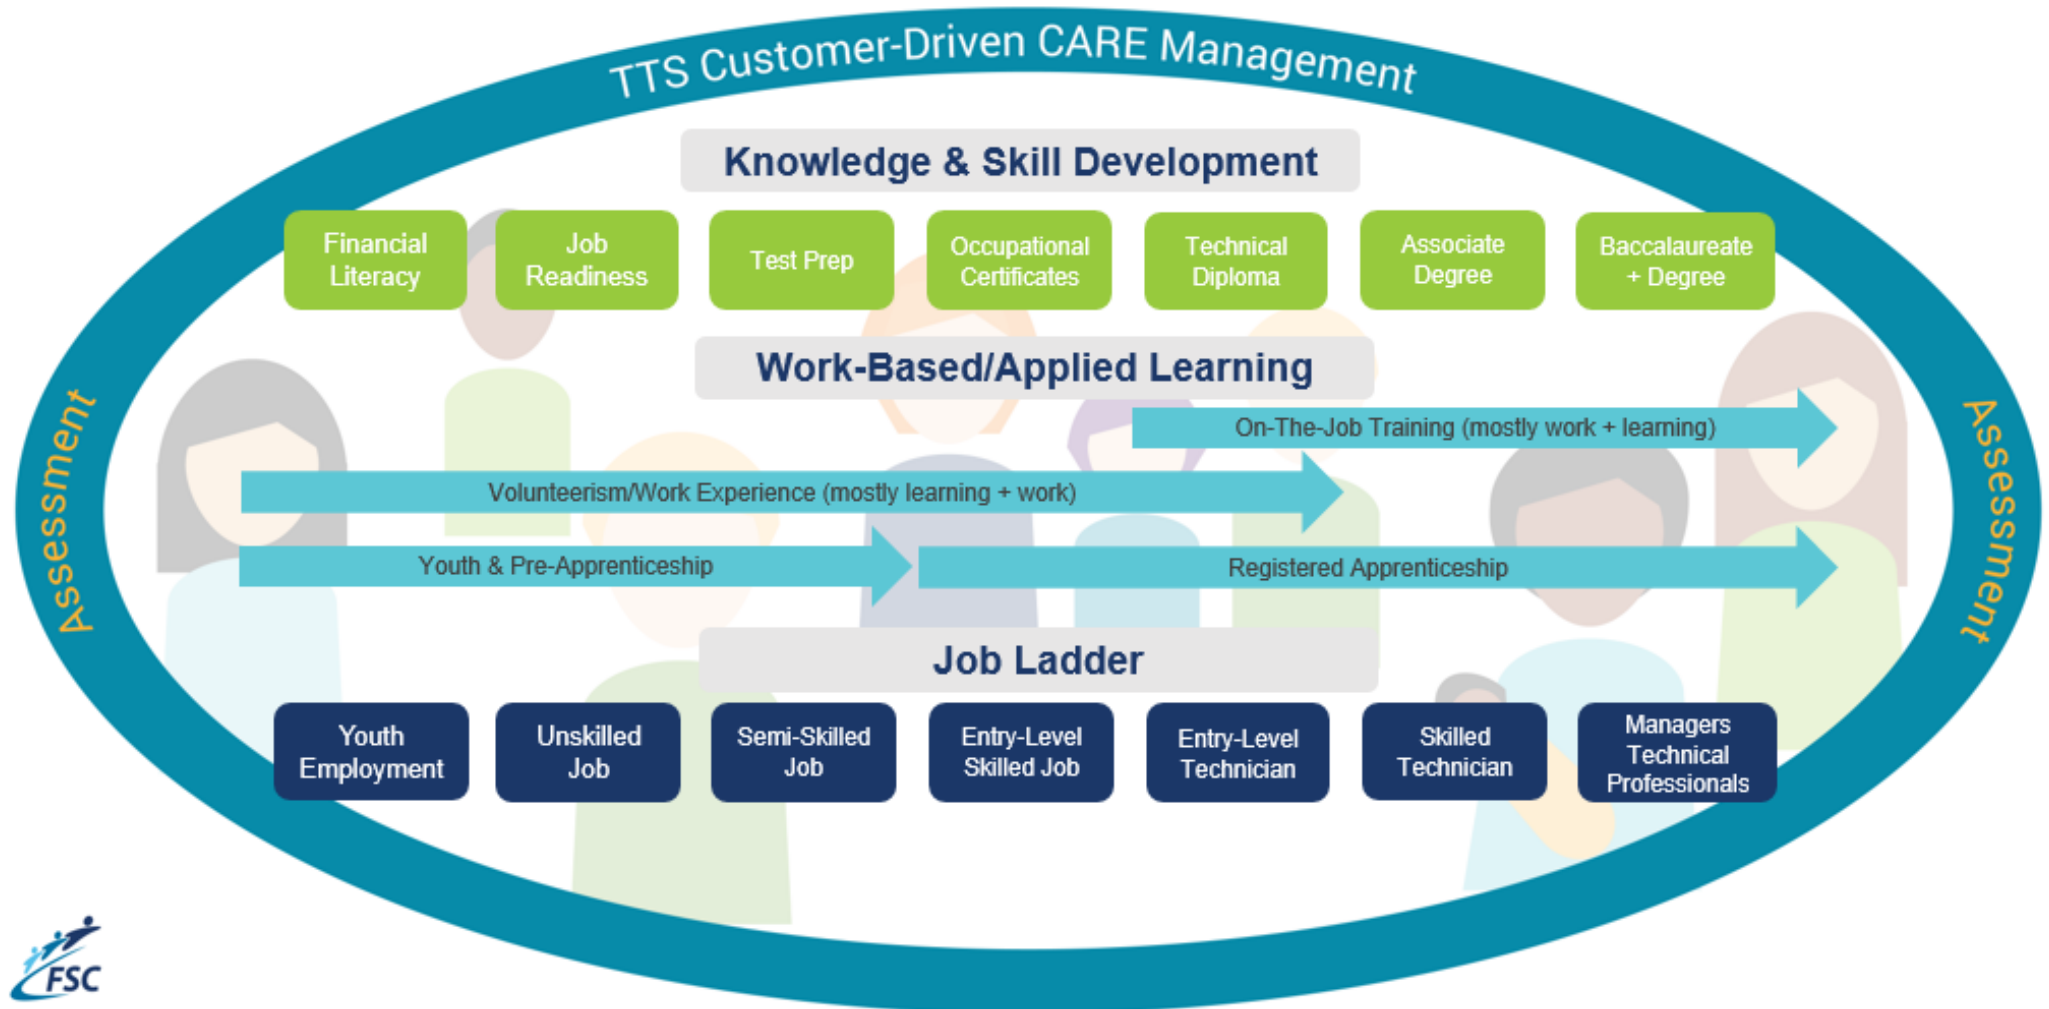 TTS Customer-Driven CARE Management
Knowledge & Skill Development
Financial
Literacy
Job
Readiness
Test Prep
Occupational
Certificates
Technical
Diploma
Associate
Degree
Baccalaureate
+ Degree
Work-Based/Applied Learning
On-The-Job Training (mostly work + learning)
Volunteerism/Work Experience (mostly learning + work)
Youth & Pre-Apprenticeship
Registered Apprenticeship
Assessment
Assessment
Job Ladder
Youth
Employment
Unskilled
Job
Semi-Skilled
Job
Entry-Level
Skilled Job
Entry-Level
Technician
Skilled
Technician
Managers
Technical
Professionals
FSC